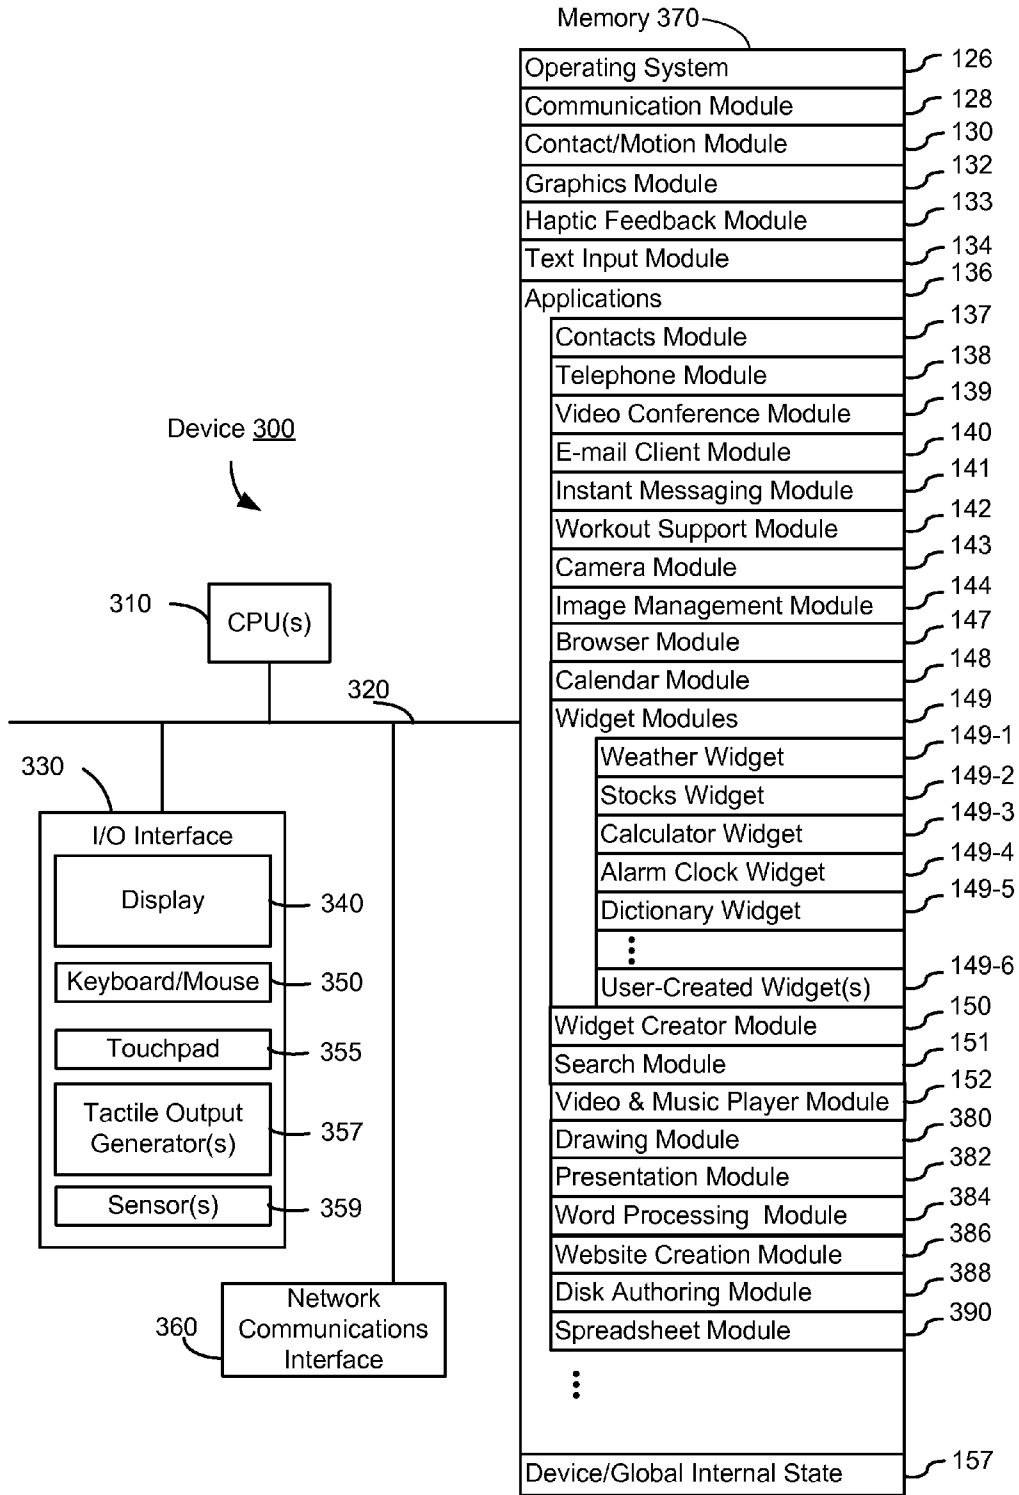 Memory 370
Operating System 126
Communication Module 128
Contact/Motion Module 130
Graphics Module 132
Haptic Feedback Module 133
Text Input Module 134
Applications 136
Contacts Module 137
Telephone Module 138
Video Conference Module 139
E-mail Client Module 140
Instant Messaging Module 141
Workout Support Module 142
Camera Module 143
Image Management Module 144
Browser Module 147
Calendar Module 148
Widget Modules 149
Weather Widget 149-1
Stocks Widget 149-2
Calculator Widget 149-3
Alarm Clock Widget 149-4
Dictionary Widget 149-5
User-Created Widget(s) 149-6
Widget Creator Module 150
Search Module 151
Video & Music Player Module 152
Drawing Module 380
Presentation Module 382
Word Processing Module 384
Website Creation Module 386
Disk Authoring Module 388
Spreadsheet Module 390
Device/Global Internal State 157
Device 300
310
CPU(s)
320
330
I/O Interface
Display 340
Keyboard/Mouse 350
Touchpad 355
Tactile Output
Generator(s) 357
Sensor(s) 359
360
Network
Communications
Interface